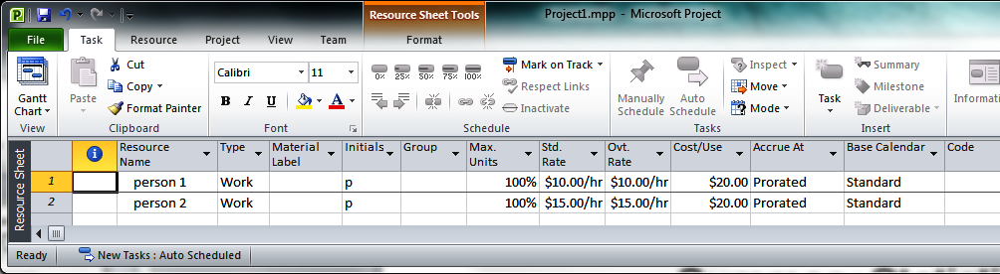 Resource Sheet Tools
Project1.mpp - Microsoft Project
File Task Resource Project View Team Format
Gantt Chart
View
Paste
Cut
Copy
Format Painter
Clipboard
Calibri 11
B I U A
Font
0% 25% 50% 75% 100%
Mark on Track
Respect Links
Inactivate
Schedule
Manually Schedule
Auto Schedule
Inspect
Move
Mode
Tasks
Task
Summary
Milestone
Deliverable
Insert
Informati
Resource Sheet
Resource Name Type Material Label Initials Group Max. Units Std. Rate Ovt. Rate Cost/Use Accrue At Base Calendar Code
1 person 1 Work p 100% $10.00/hr $10.00/hr $20.00 Prorated Standard
2 person 2 Work p 100% $15.00/hr $15.00/hr $20.00 Prorated Standard
Ready New Tasks : Auto Scheduled